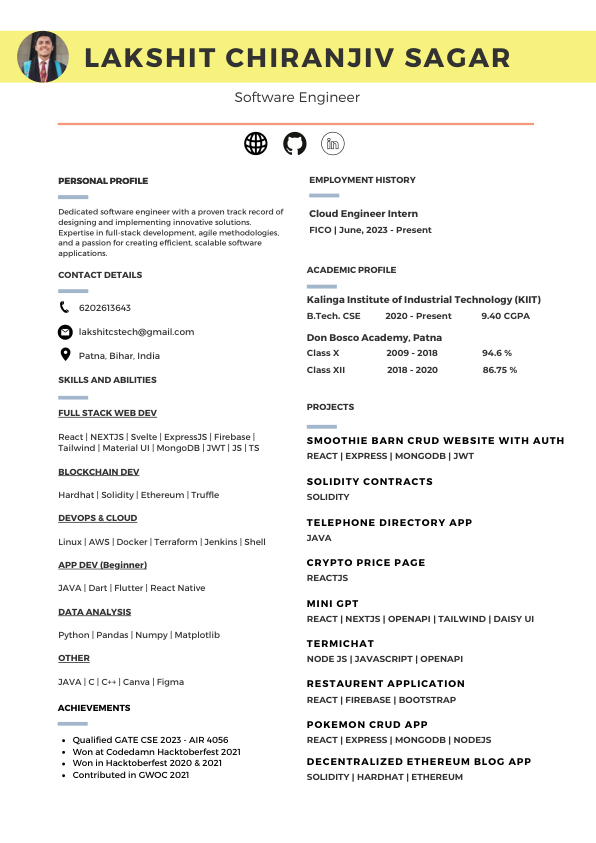 LAKSHIT CHIRANJIV SAGAR
Software Engineer
in
PERSONAL PROFILE
Dedicated software engineer with a proven track record of
designing and implementing innovative solutions.
Expertise in full-stack development, agile methodologies,
and a passion for creating efficient, scalable software
applications.
CONTACT DETAILS
6202613643
lakshitcstech@gmail.com
Patna, Bihar, India
SKILLS AND ABILITIES
FULL STACK WEB DEV
React | NEXTJS | Svelte | ExpressJS | Firebase |
Tailwind | Material UI | MongoDB | JWT | JS | TS
BLOCKCHAIN DEV
Hardhat | Solidity | Ethereum | Truffle
DEVOPS & CLOUD
Linux | AWS | Docker | Terraform | Jenkins | Shell
APP DEV (Beginner)
JAVA | Dart | Flutter | React Native
DATA ANALYSIS
Python | Pandas | Numpy | Matplotlib
OTHER
JAVA | C | C++ | Canva | Figma
ACHIEVEMENTS
• Qualified GATE CSE 2023 - AIR 4056
• Won at Codedamn Hacktoberfest 2021
• Won in Hacktoberfest 2020 & 2021
• Contributed in GWOC 2021
EMPLOYMENT HISTORY
Cloud Engineer Intern
FICO | June, 2023 - Present
ACADEMIC PROFILE
Kalinga Institute of Industrial Technology (KIIT)
B.Tech. CSE 2020 - Present 9.40 CGPA
Don Bosco Academy, Patna
Class X 2009 - 2018 94.6 %
Class XII 2018 - 2020 86.75 %
PROJECTS
SMOOTHIE BARN CRUD WEBSITE WITH AUTH
REACT | EXPRESS | MONGODB | JWT
SOLIDITY CONTRACTS
SOLIDITY
TELEPHONE DIRECTORY APP
JAVA
CRYPTO PRICE PAGE
REACTJS
MINI GPT
REACT | NEXTJS | OPENAPI | TAILWIND | DAISY UI
TERMICHAT
NODE JS | JAVASCRIPT | OPENAPI
RESTAURENT APPLICATION
REACT | FIREBASE | BOOTSTRAP
POKEMON CRUD APP
REACT | EXPRESS | MONGODB | NODEJS
DECENTRALIZED ETHEREUM BLOG APP
SOLIDITY | HARDHAT | ETHEREUM